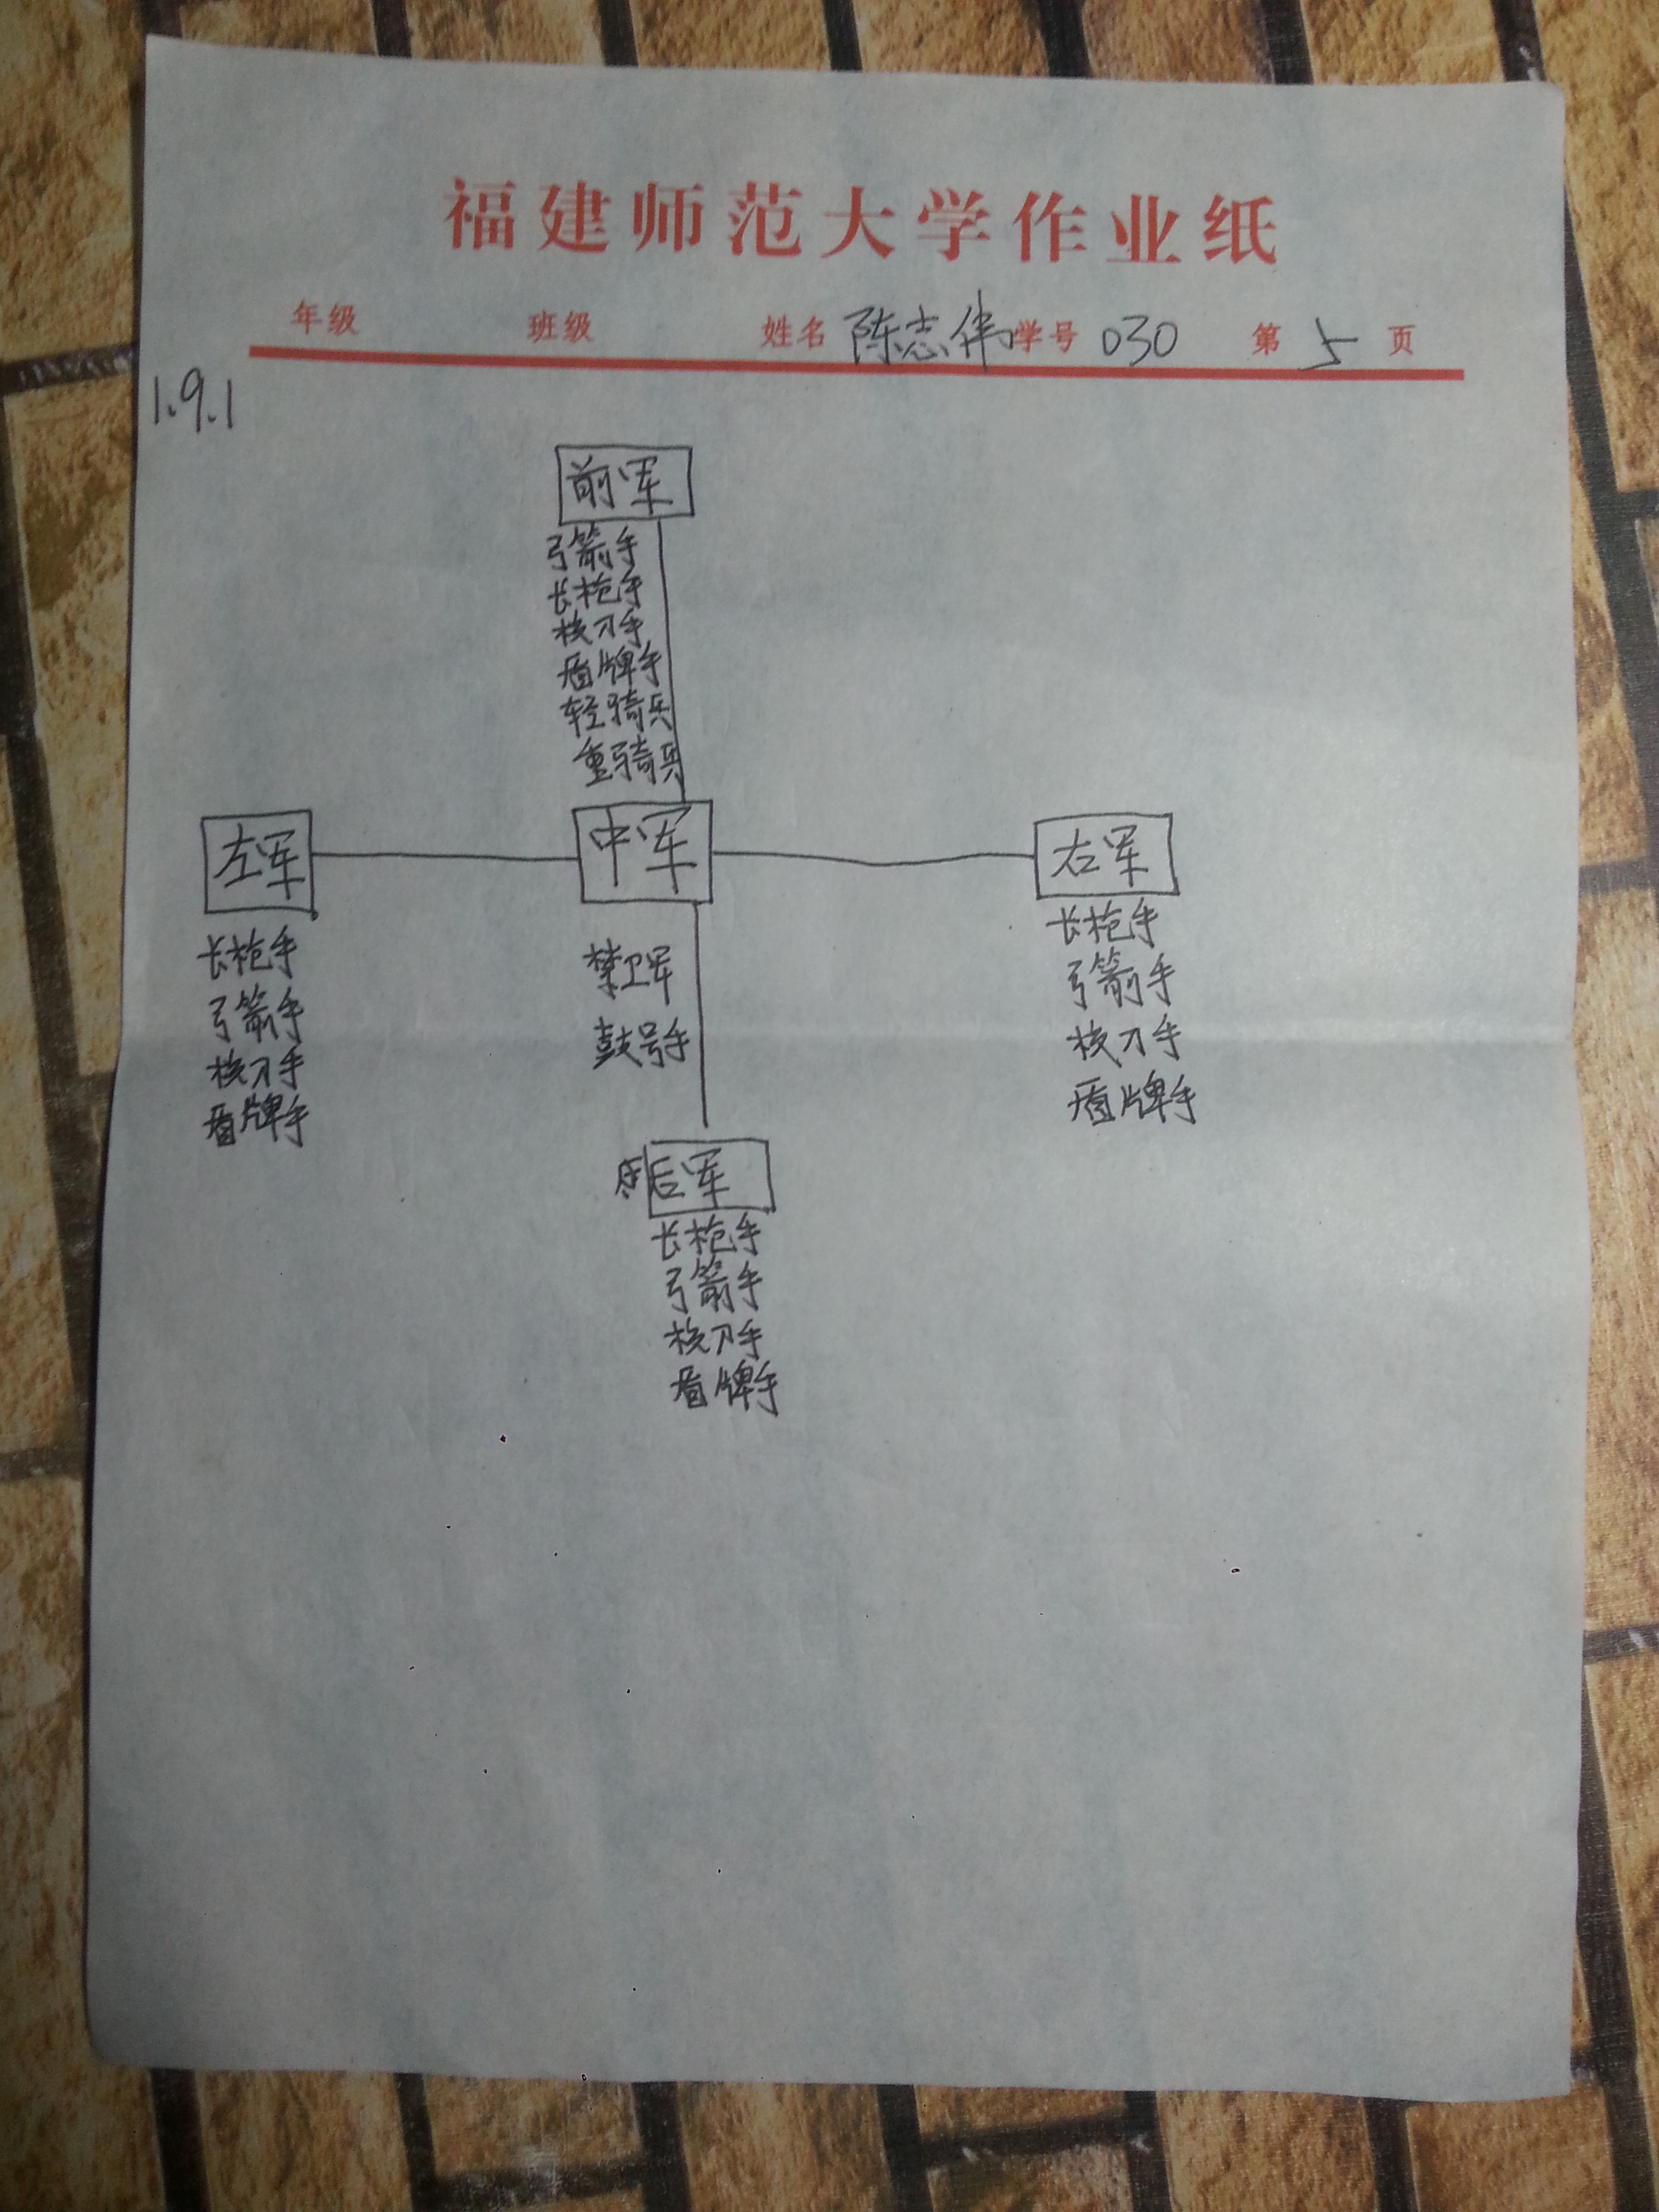 福建师范大学作业纸
年级 班级 姓名 陈志伟 学号 030 第 5 页
1.9.1
前军
弓箭手
长枪手
核刀手
盾牌手
轻骑兵
重骑兵
左军 中军 右军
长枪手
弓箭手
核刀手
盾牌手
禁卫军
鼓号手
长枪手
弓箭手
核刀手
盾牌手
后军
长枪手
弓箭手
核刀手
盾牌手